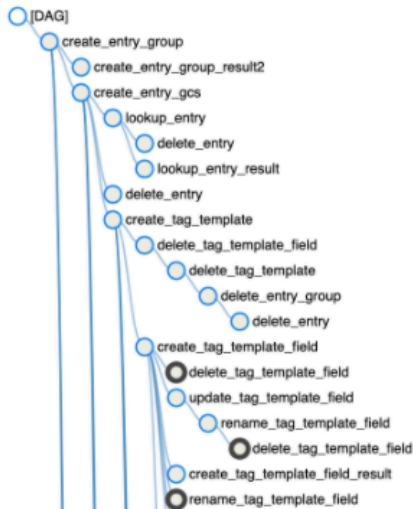 [DAG]
create_entry_group
create_entry_group_result2
create_entry_gcs
lookup_entry
delete_entry
lookup_entry_result
delete_entry
create_tag_template
delete_tag_template_field
delete_tag_template
delete_entry_group
delete_entry
create_tag_template_field
delete_tag_template_field
update_tag_template_field
rename_tag_template_field
delete_tag_template_field
create_tag_template_field_result
rename_tag_template_field